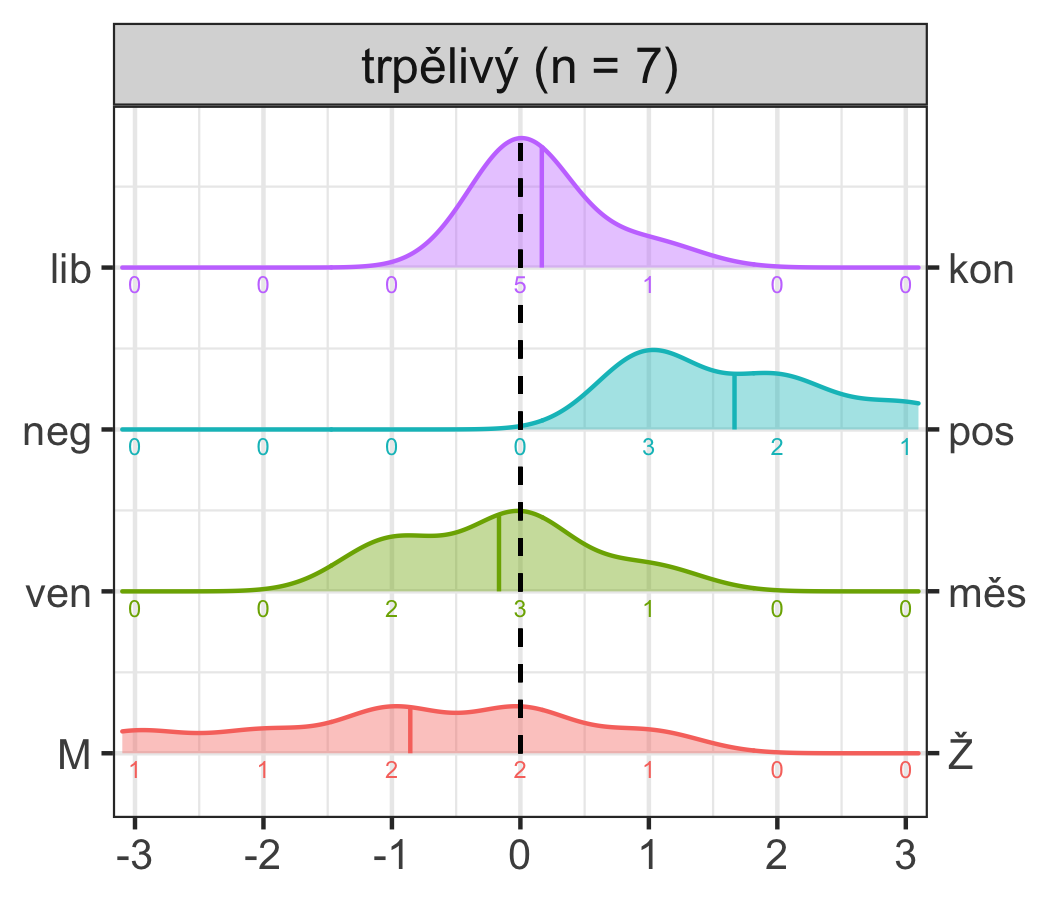 trpělivý (n = 7)
lib kon
0 0 0 5 1 0 0
neg pos
0 0 0 0 3 2 1
ven měs
0 0 2 3 1 0 0
M Ž
1 1 2 2 1 0 0
-3 -2 -1 0 1 2 3